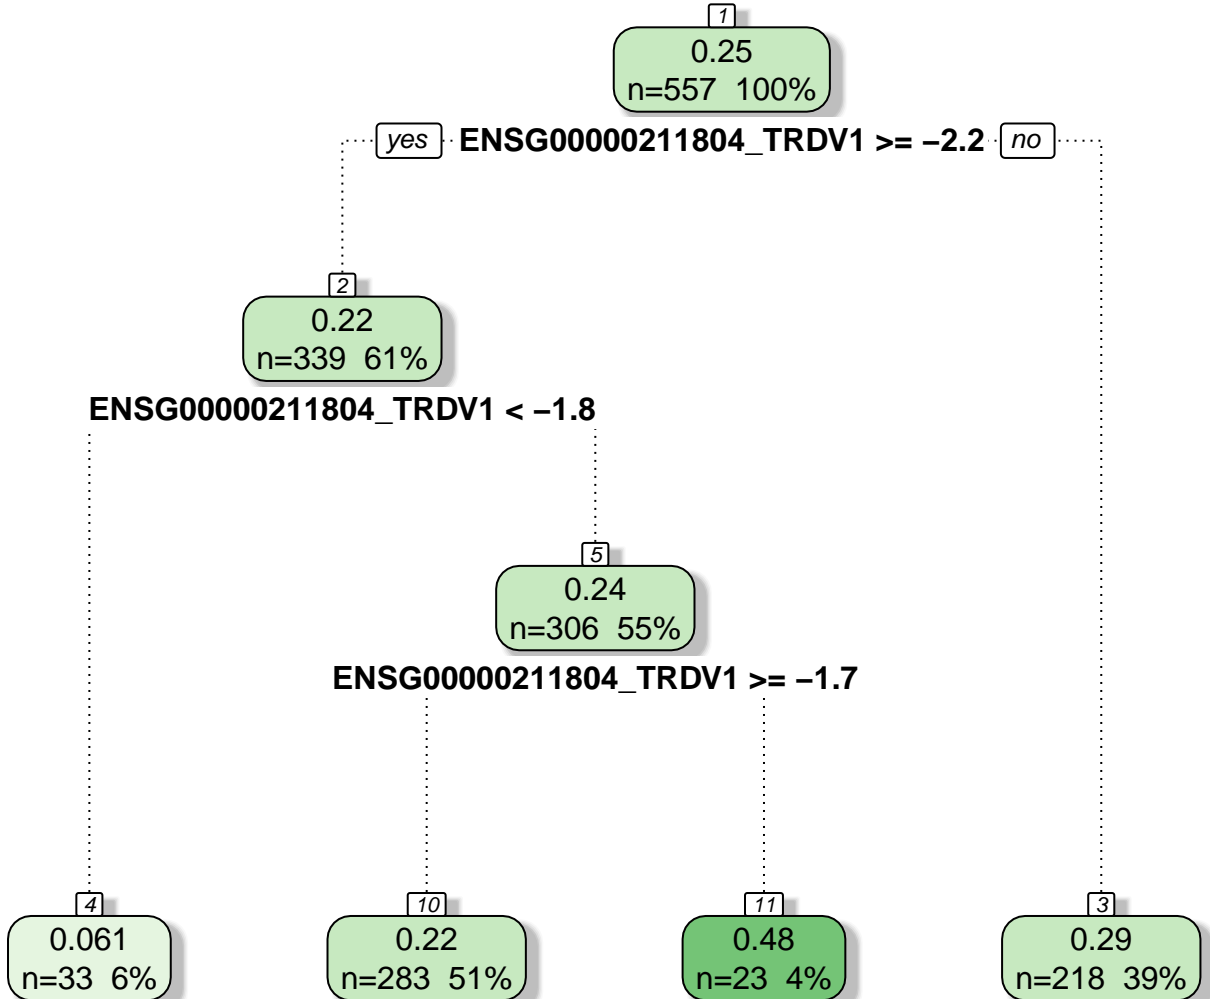 1
0.25
n=557 100%
yes ENSG00000211804_TRDV1 >= −2.2 no
2
0.22
n=339 61%
ENSG00000211804_TRDV1 < −1.8
5
0.24
n=306 55%
ENSG00000211804_TRDV1 >= −1.7
4
0.061
n=33 6%
10
0.22
n=283 51%
11
0.48
n=23 4%
3
0.29
n=218 39%